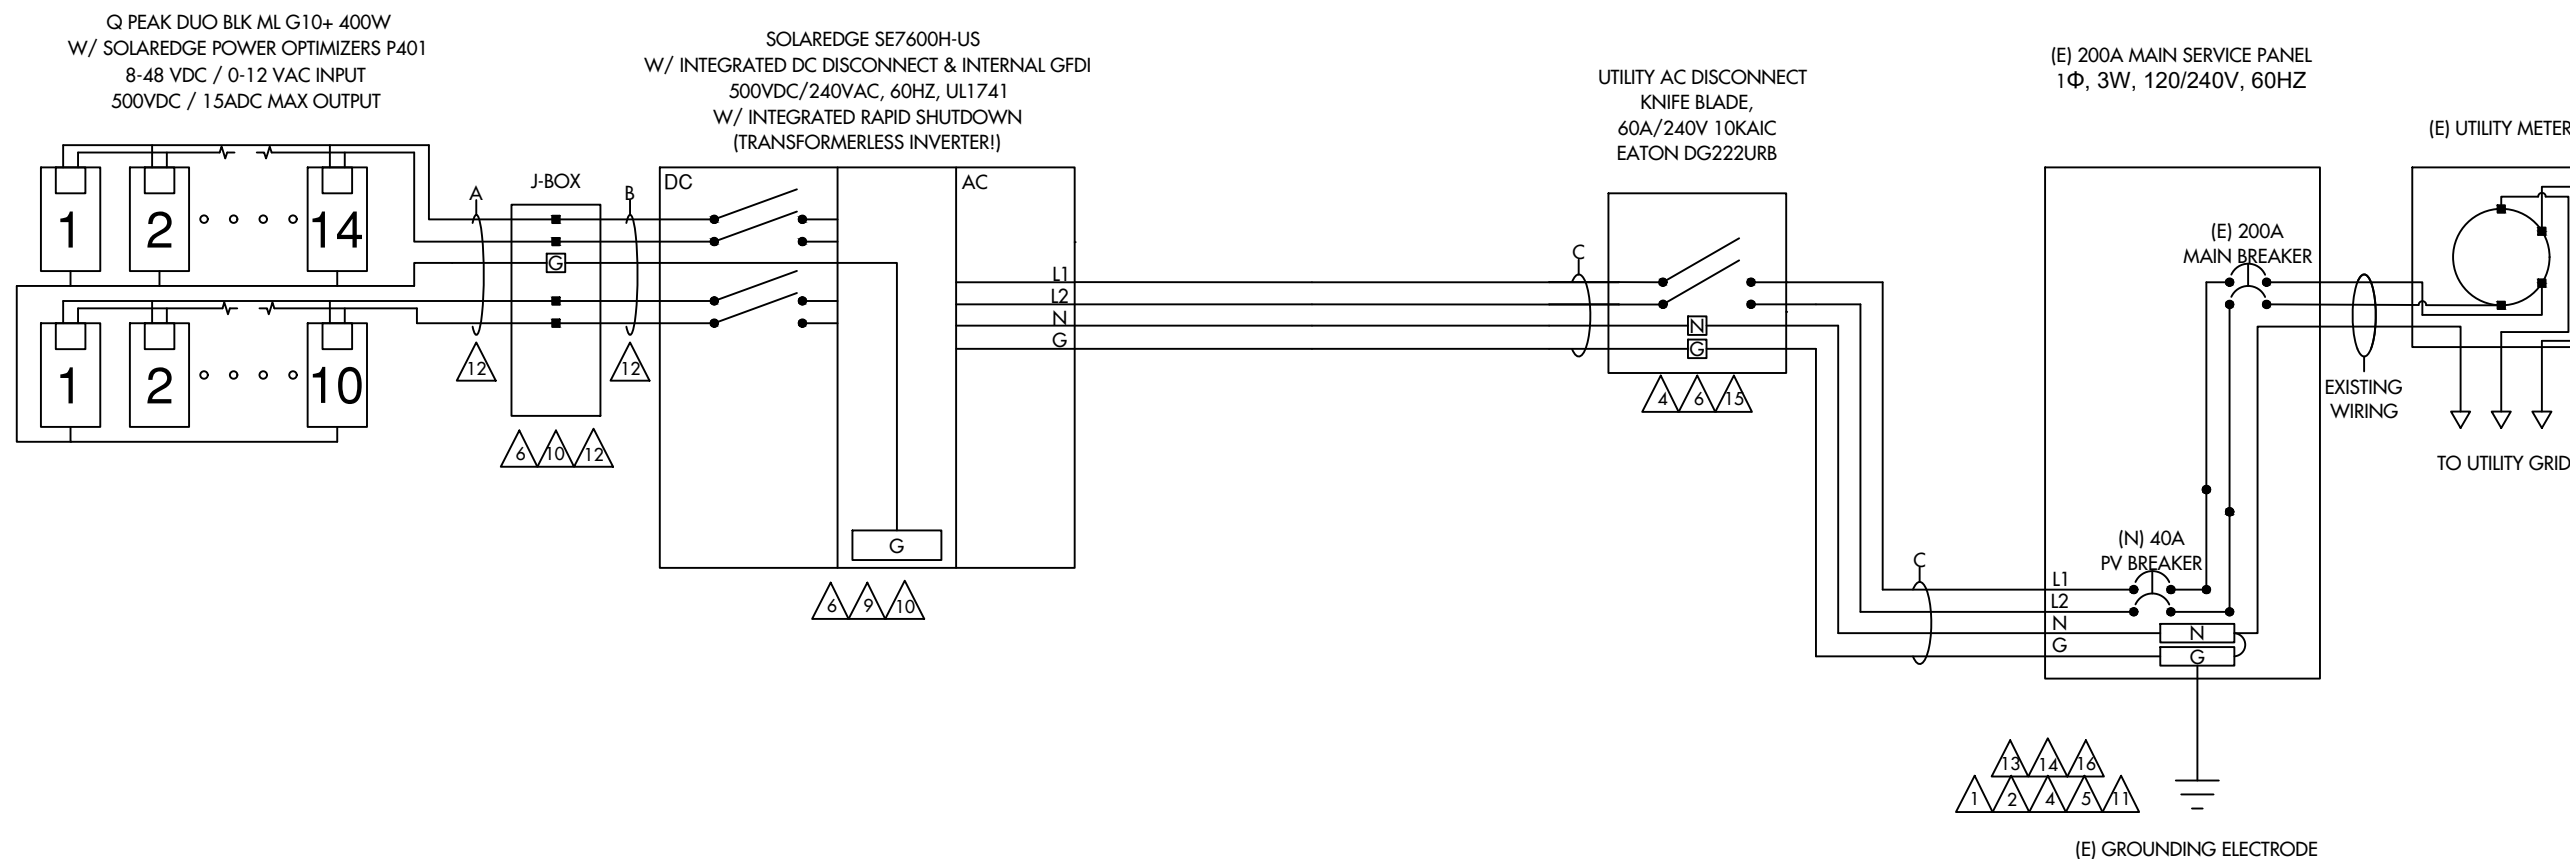 Q PEAK DUO BLK ML G10+ 400W
W/ SOLAREDGE POWER OPTIMIZERS P401
8-48 VDC / 0-12 VAC INPUT
500VDC / 15ADC MAX OUTPUT
SOLAREDGE SE7600H-US
W/ INTEGRATED DC DISCONNECT & INTERNAL GFDI
500VDC/240VAC, 60HZ, UL1741
W/ INTEGRATED RAPID SHUTDOWN
(TRANSFORMERLESS INVERTER!)
UTILITY AC DISCONNECT
KNIFE BLADE,
60A/240V 10KAIC
EATON DG222URB
(E) 200A MAIN SERVICE PANEL
1Φ, 3W, 120/240V, 60HZ
(E) UTILITY METER
1
2
14
A
J-BOX
B
G
DC
AC
1
2
10
12
12
6
10
12
L1
L2
N
G
G
6
9
10
C
N
G
4
6
15
(E) 200A
MAIN BREAKER
EXISTING
WIRING
TO UTILITY GRID
C
(N) 40A
PV BREAKER
L1
L2
N
G
N
G
13
14
16
1
2
4
5
11
(E) GROUNDING ELECTRODE